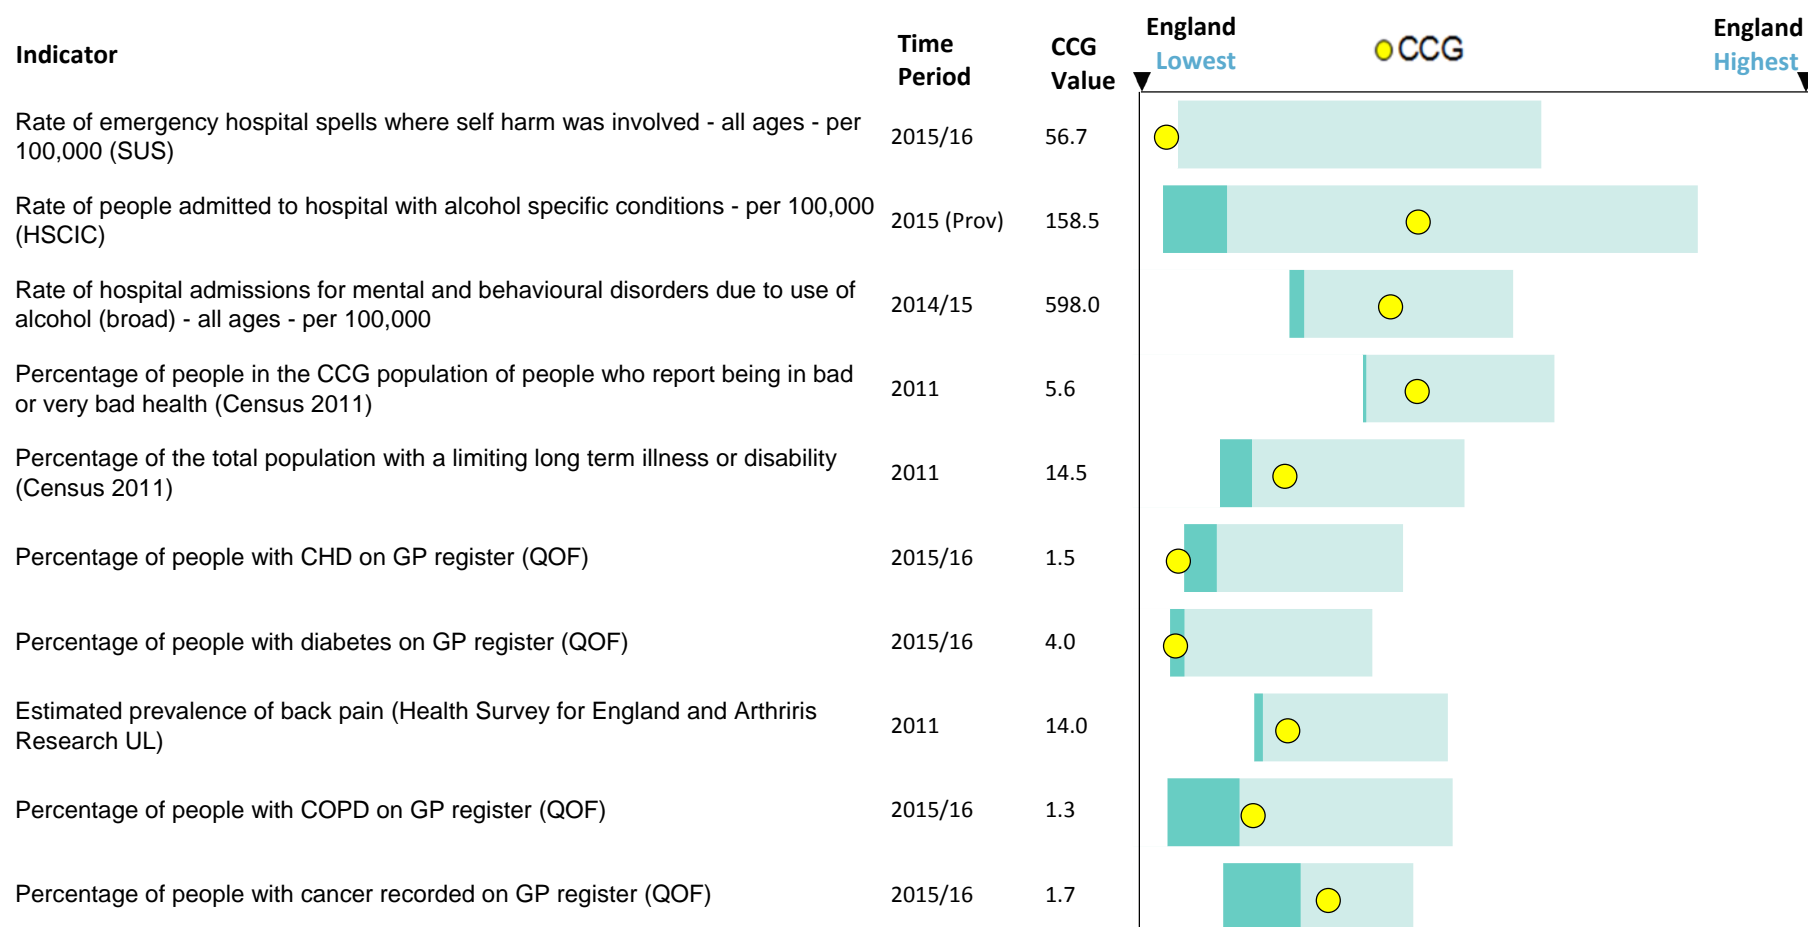 Indicator
Time
Period
CCG
Value
England
Lowest
CCG
England
Highest
Rate of emergency hospital spells where self harm was involved - all ages - per
100,000 (SUS)
2015/16
56.7
Rate of people admitted to hospital with alcohol specific conditions - per 100,000
(HSCIC)
2015 (Prov)
158.5
Rate of hospital admissions for mental and behavioural disorders due to use of
alcohol (broad) - all ages - per 100,000
2014/15
598.0
Percentage of people in the CCG population of people who report being in bad
or very bad health (Census 2011)
2011
5.6
Percentage of the total population with a limiting long term illness or disability
(Census 2011)
2011
14.5
Percentage of people with CHD on GP register (QOF)
2015/16
1.5
Percentage of people with diabetes on GP register (QOF)
2015/16
4.0
Estimated prevalence of back pain (Health Survey for England and Arthriris
Research UL)
2011
14.0
Percentage of people with COPD on GP register (QOF)
2015/16
1.3
Percentage of people with cancer recorded on GP register (QOF)
2015/16
1.7